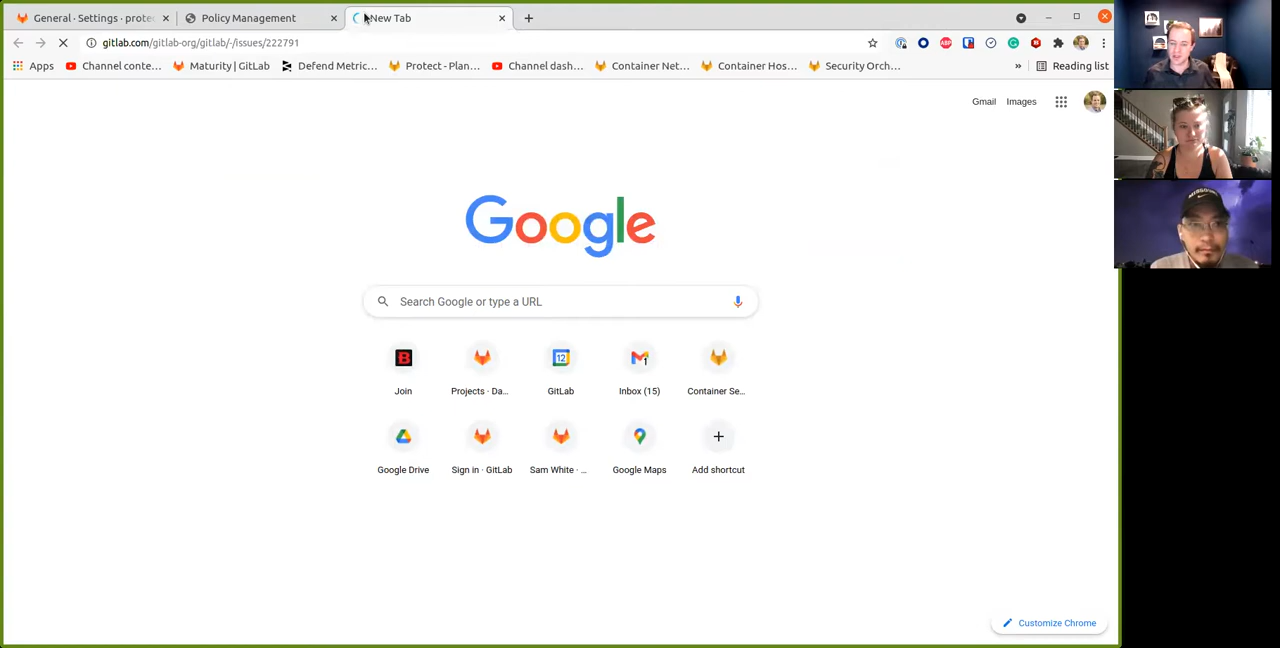 General · Settings · prote
Policy Management
New Tab
gitlab.com/gitlab-org/gitlab/-/issues/222791
Apps
Channel conte...
Maturity | GitLab
Defend Metric...
Protect - Plan...
Channel dash...
Container Net...
Container Hos...
Security Orch...
»
Reading list
Gmail
Images
Google
Search Google or type a URL
Join
Projects · Da...
GitLab
Inbox (15)
Container Se...
Google Drive
Sign in · GitLab
Sam White · ...
Google Maps
Add shortcut
Customize Chrome